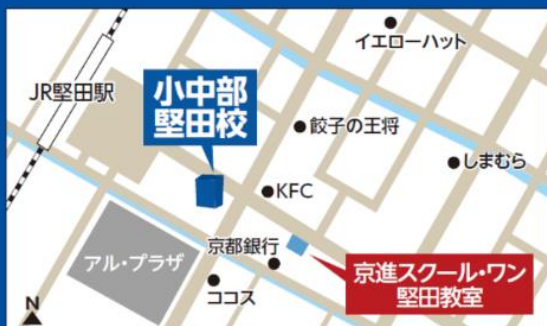 イエローハット
JR堅田駅
小中部
堅田校
餃子の王将
しまむら
KFC
京都銀行
アル・プラザ
京進スクール・ワン
堅田教室
ココス
N